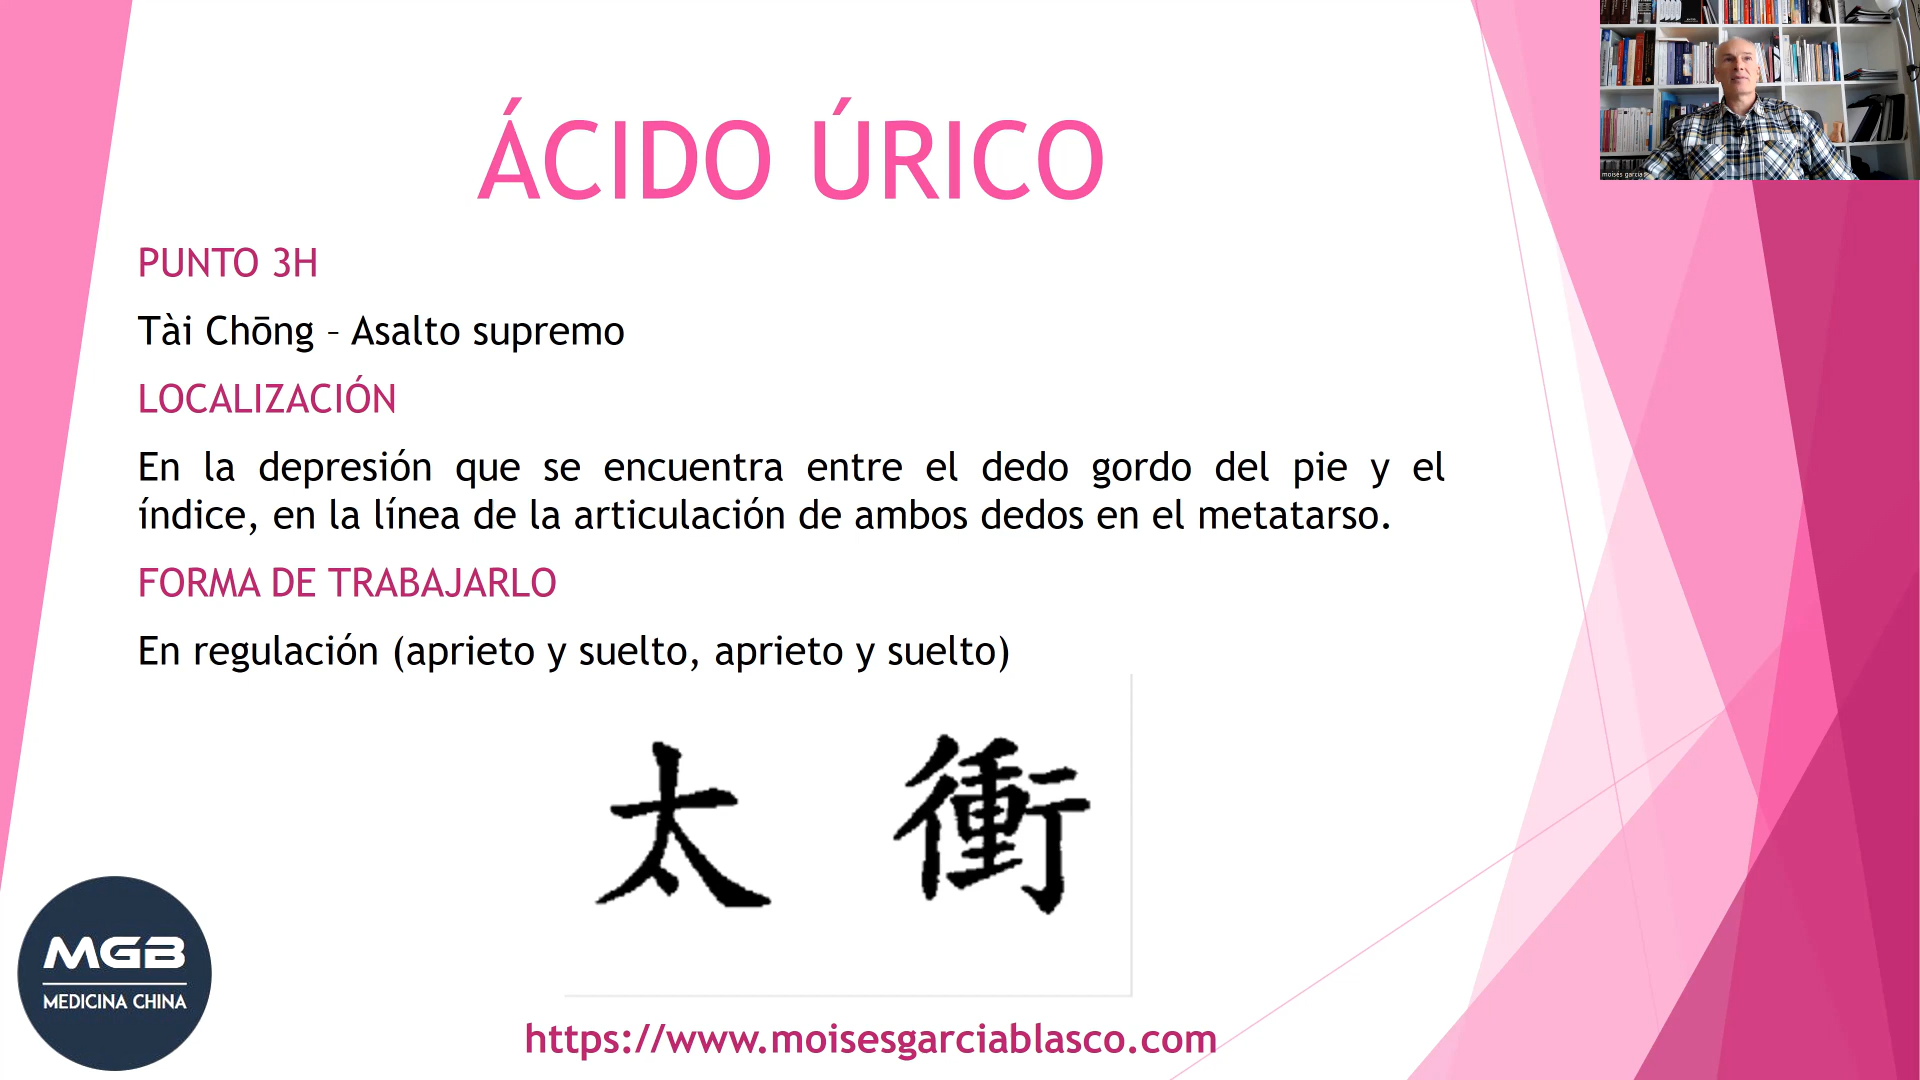 ÁCIDO ÚRICO
PUNTO 3H
Tài Chōng – Asalto supremo
LOCALIZACIÓN
En la depresión que se encuentra entre el dedo gordo del pie y el
índice, en la línea de la articulación de ambos dedos en el metatarso.
FORMA DE TRABAJARLO
En regulación (aprieto y suelto, aprieto y suelto)
太 衝
MGB
MEDICINA CHINA
https://www.moisesgarciablasco.com
moisés garcía